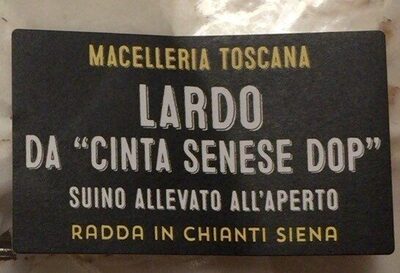 MACELLERIA TOSCANA
LARDO
DA "CINTA SENESE DOP"
SUINO ALLEVATO ALL'APERTO
RADDA IN CHIANTI SIENA